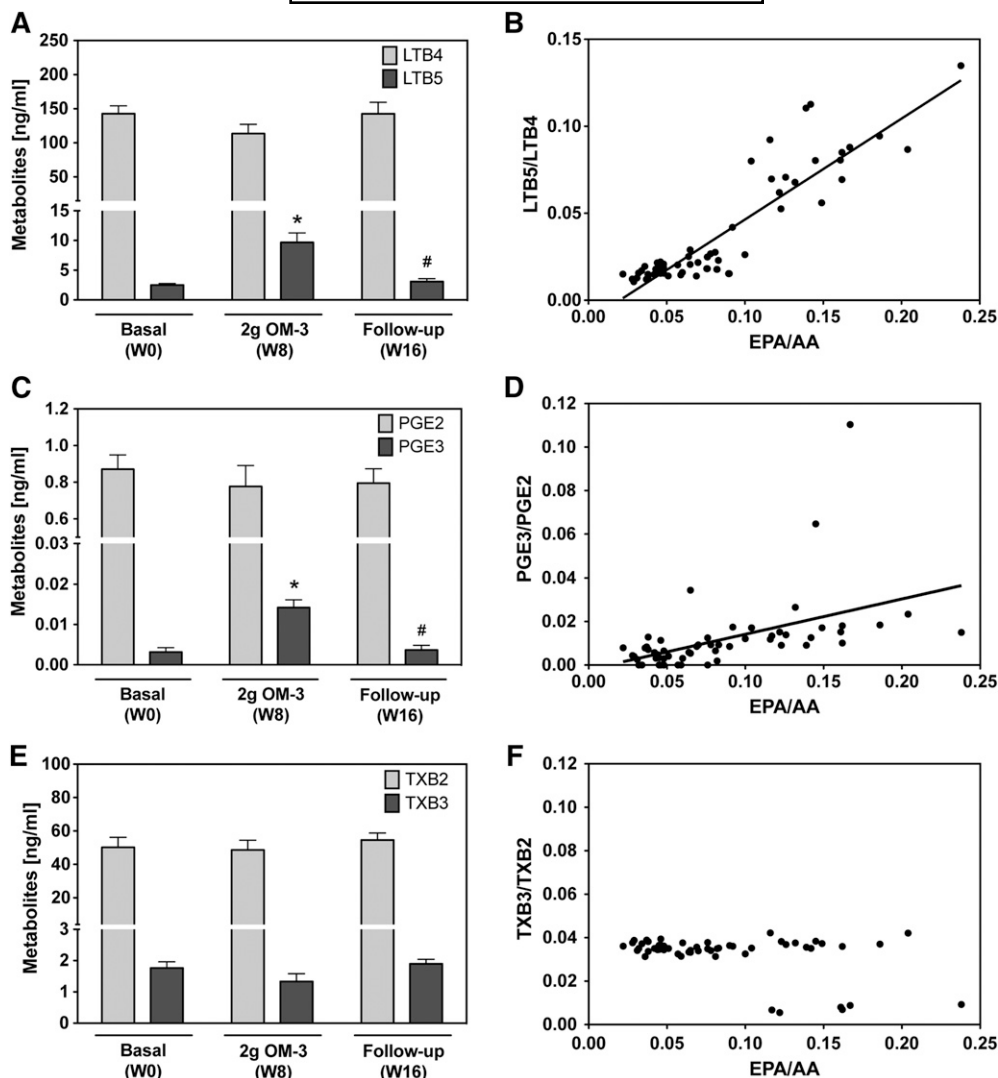 A
Metabolites [ng/ml]
250
200
150
100
50
15
10
5
0
LTB4
LTB5
*
#
Basal
(W0)
2g OM-3
(W8)
Follow-up
(W16)
B
LTB5/LTB4
0.15
0.10
0.05
0.00
0.00 0.05 0.10 0.15 0.20 0.25
EPA/AA
C
Metabolites [ng/ml]
1.2
1.0
0.8
0.6
0.03
0.02
0.01
0.00
PGE2
PGE3
*
#
Basal
(W0)
2g OM-3
(W8)
Follow-up
(W16)
D
PGE3/PGE2
0.12
0.10
0.08
0.06
0.04
0.02
0.00
0.00 0.05 0.10 0.15 0.20 0.25
EPA/AA
E
Metabolites [ng/ml]
100
80
60
40
20
3
2
1
0
TXB2
TXB3
Basal
(W0)
2g OM-3
(W8)
Follow-up
(W16)
F
TXB3/TXB2
0.12
0.10
0.08
0.06
0.04
0.02
0.00
0.00 0.05 0.10 0.15 0.20 0.25
EPA/AA